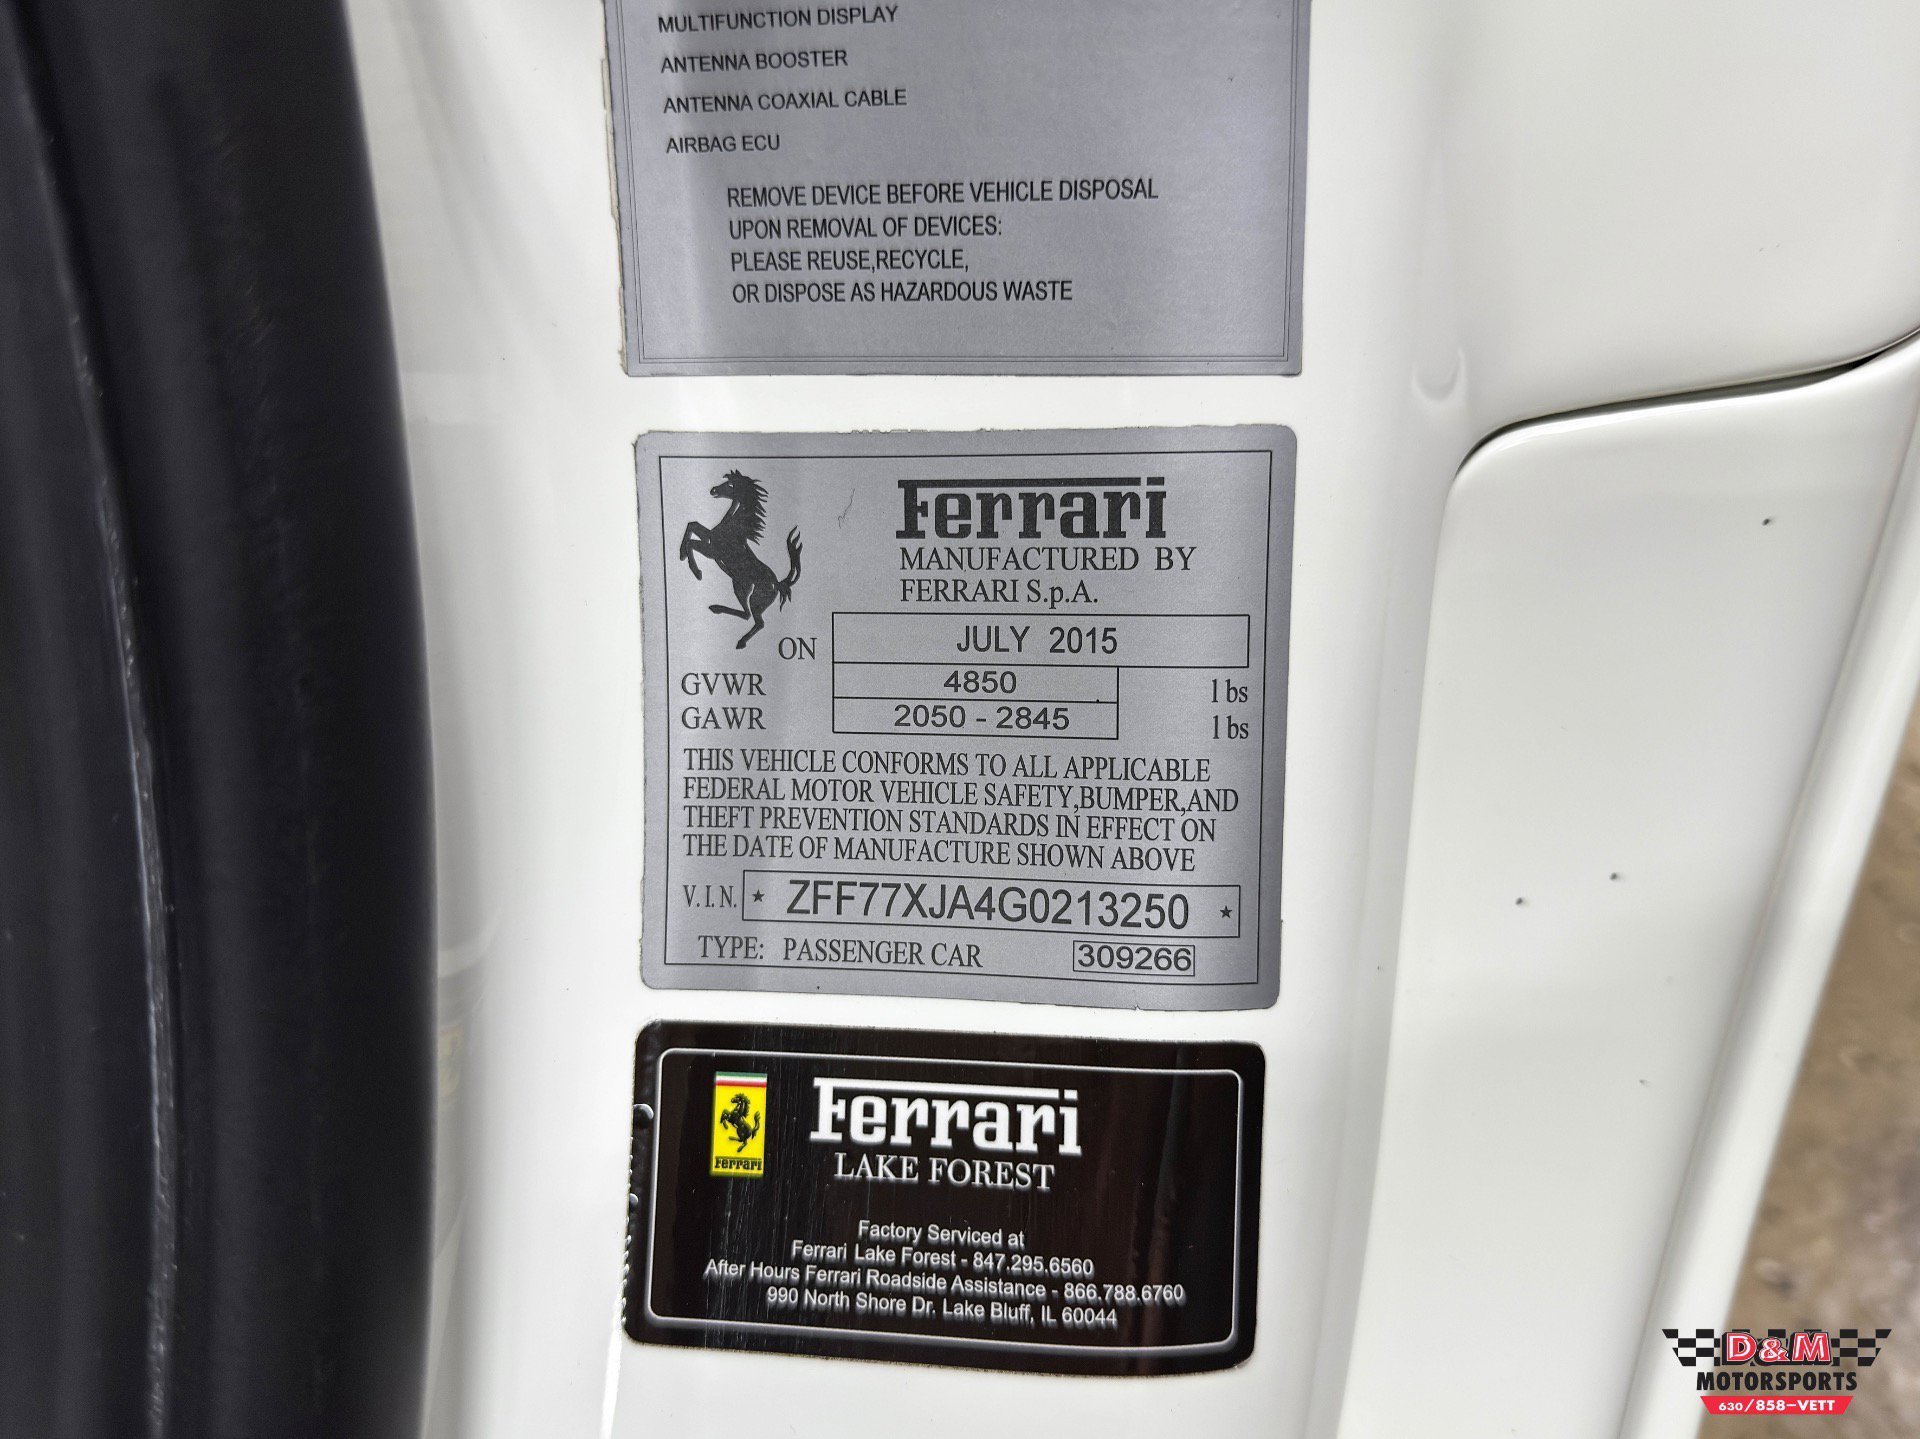 MULTIFUNCTION DISPLAY
ANTENNA BOOSTER
ANTENNA COAXIAL CABLE
AIRBAG ECU
REMOVE DEVICE BEFORE VEHICLE DISPOSAL
UPON REMOVAL OF DEVICES:
PLEASE REUSE,RECYCLE,
OR DISPOSE AS HAZARDOUS WASTE
Ferrari
MANUFACTURED BY
FERRARI S.p.A.
ON JULY 2015
GVWR 4850 lbs
GAWR 2050 - 2845 lbs
THIS VEHICLE CONFORMS TO ALL APPLICABLE
FEDERAL MOTOR VEHICLE SAFETY,BUMPER,AND
THEFT PREVENTION STANDARDS IN EFFECT ON
THE DATE OF MANUFACTURE SHOWN ABOVE
V.I.N. ★ ZFF77XJA4G0213250 ★
TYPE: PASSENGER CAR 309266
Ferrari
Ferrari
LAKE FOREST
Factory Serviced at
Ferrari Lake Forest - 847.295.6560
After Hours Ferrari Roadside Assistance - 866.788.6760
990 North Shore Dr. Lake Bluff, IL 60044
D&M
MOTORSPORTS
630/858-VETT